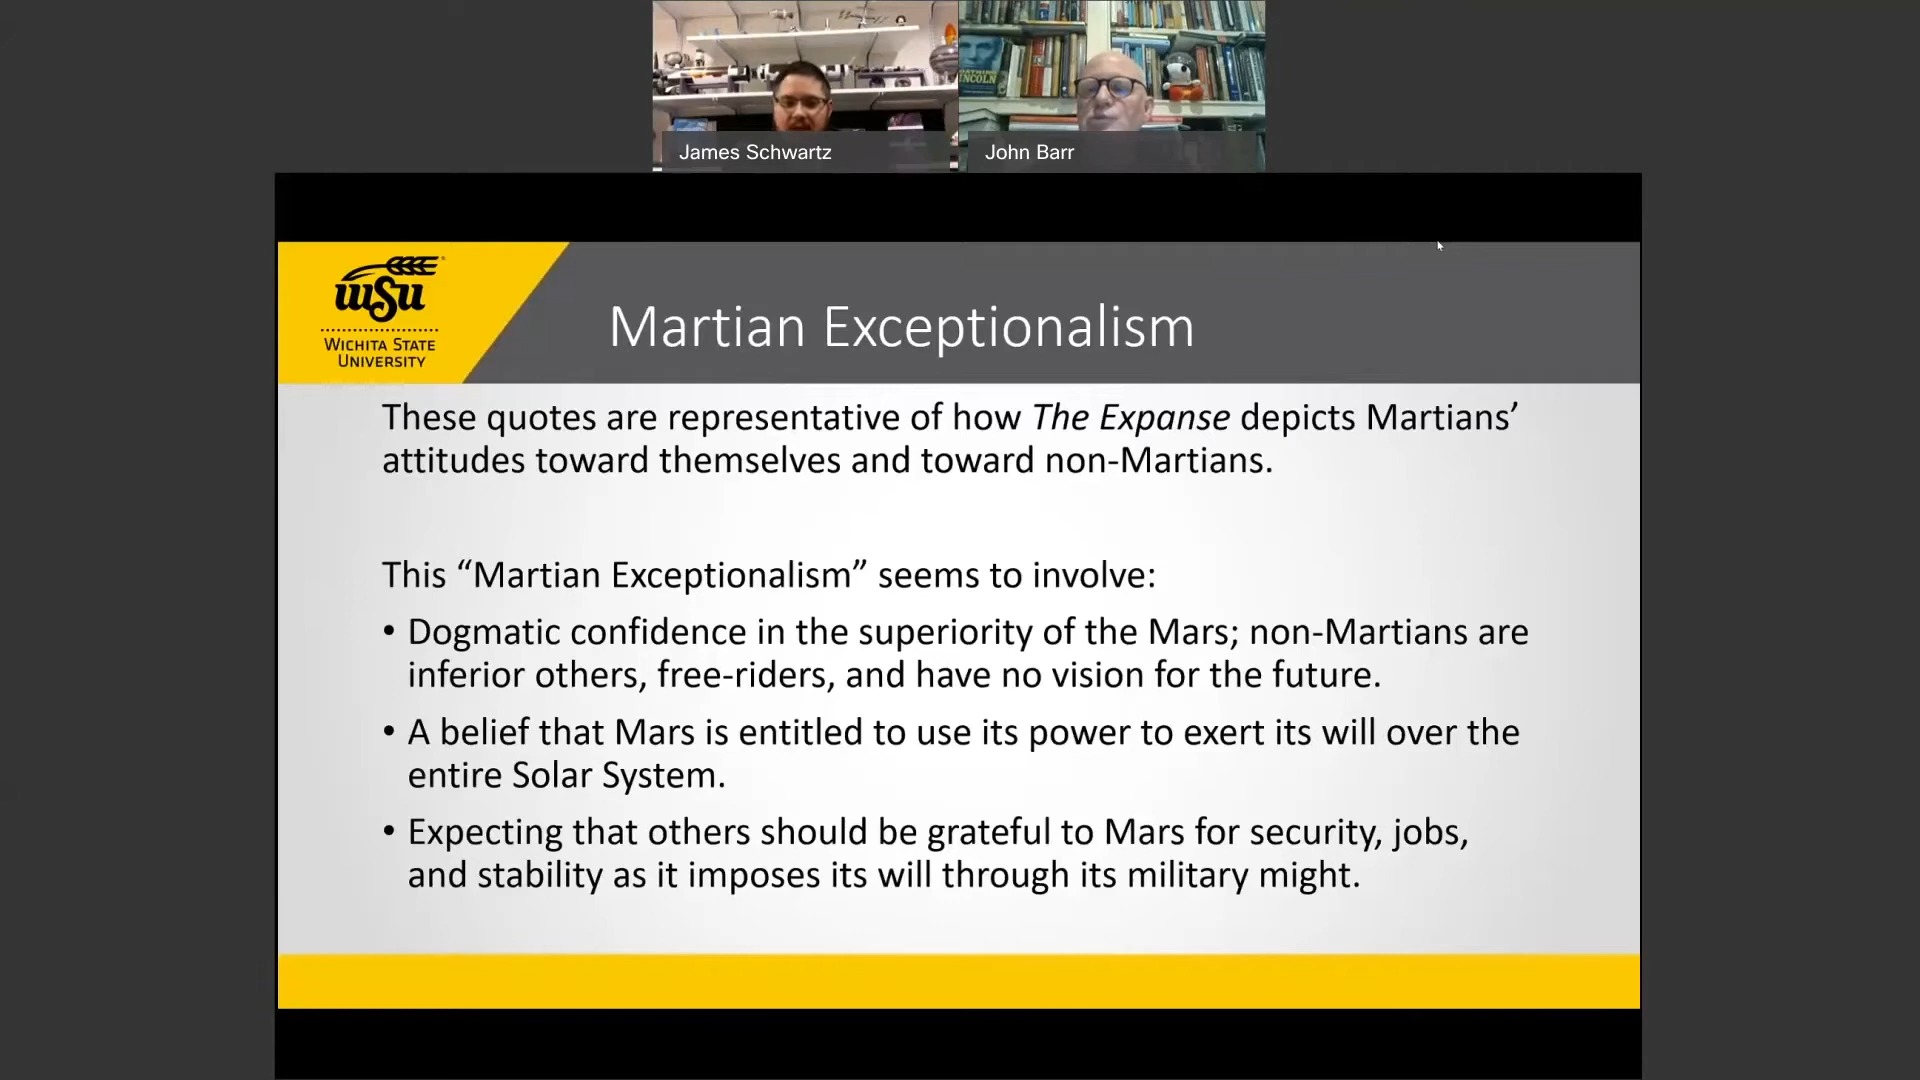 James Schwartz
John Barr
LINCOLN
WSU
WICHITA STATE
UNIVERSITY
Martian Exceptionalism
These quotes are representative of how The Expanse depicts Martians’
attitudes toward themselves and toward non-Martians.
This “Martian Exceptionalism” seems to involve:
• Dogmatic confidence in the superiority of the Mars; non-Martians are
inferior others, free-riders, and have no vision for the future.
• A belief that Mars is entitled to use its power to exert its will over the
entire Solar System.
• Expecting that others should be grateful to Mars for security, jobs,
and stability as it imposes its will through its military might.